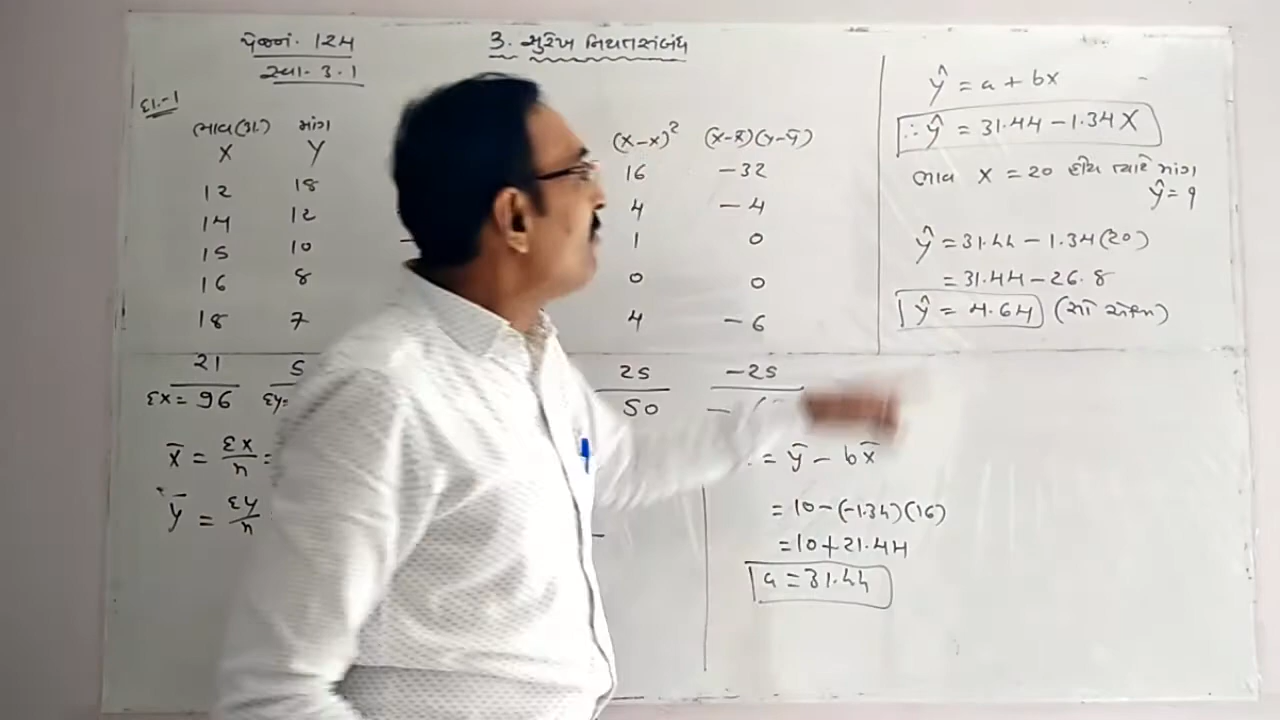 પેજનં. 124
3. સુરેખ નિયતસંબંધ
સ્વા. 3.1
દા.-1
ભાવ(રૂા.) માંગ
X Y (x-x)² (x-x̄)(y-ȳ)
12 18 16 -32
14 12 4 -4
15 10 1 0
16 8 0 0
18 7 4 -6
21 5 25 -25
Σx = 96 Σy= 50
x̄ = Σx/n =
ȳ = Σy/n
= ȳ - bx̄
= 10-(-1.34)(16)
= 10+21.44
a = 31.44
ŷ = a + bx
∴ ŷ = 31.44 - 1.34X
ભાવ X = 20 હોય ત્યારે માંગ
ŷ = ?
ŷ = 31.44 - 1.34(20)
= 31.44 - 26.8
ŷ = 4.64 (સો એકમ)